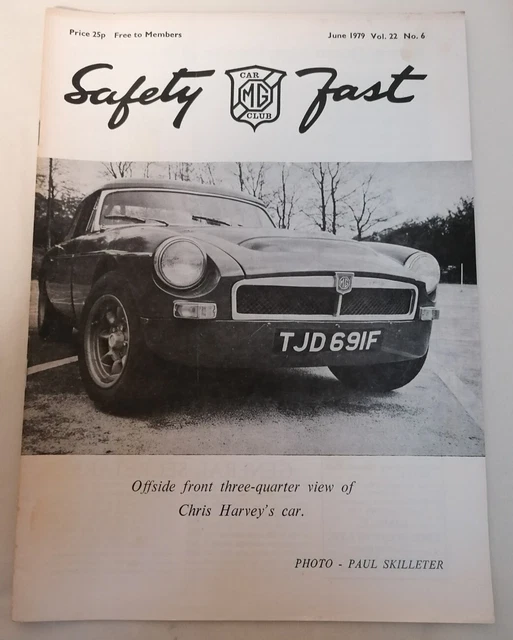 Price 25p Free to Members
June 1979 Vol. 22 No. 6
Safety Fast
CAR
MG
CLUB
MG
TJD 691F
Offside front three-quarter view of
Chris Harvey's car.
PHOTO - PAUL SKILLETER